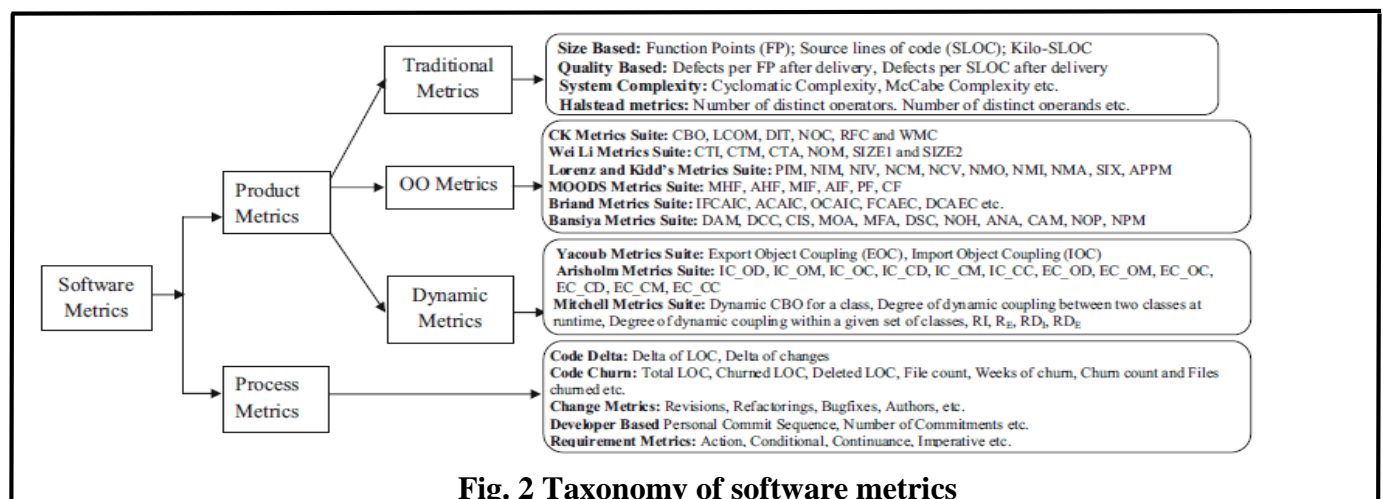 Software
Metrics
Product
Metrics
Process
Metrics
Traditional
Metrics
OO Metrics
Dynamic
Metrics
Size Based: Function Points (FP); Source lines of code (SLOC); Kilo-SLOC
Quality Based: Defects per FP after delivery, Defects per SLOC after delivery
System Complexity: Cyclomatic Complexity, McCabe Complexity etc.
Halstead metrics: Number of distinct operators. Number of distinct operands etc.
CK Metrics Suite: CBO, LCOM, DIT, NOC, RFC and WMC
Wei Li Metrics Suite: CTI, CTM, CTA, NOM, SIZE1 and SIZE2
Lorenz and Kidd's Metrics Suite: PIM, NIM, NIV, NCM, NCV, NMO, NMI, NMA, SIX, APPM
MOODS Metrics Suite: MHF, AHF, MIF, AIF, PF, CF
Briand Metrics Suite: IFCAIC, ACAIC, OCAIC, FCAEC, DCAEC etc.
Bansiya Metrics Suite: DAM, DCC, CIS, MOA, MFA, DSC, NOH, ANA, CAM, NOP, NPM
Yacoub Metrics Suite: Export Object Coupling (EOC), Import Object Coupling (IOC)
Arisholm Metrics Suite: IC_OD, IC_OM, IC_OC, IC_CD, IC_CM, IC_CC, EC_OD, EC_OM, EC_OC,
EC_CD, EC_CM, EC_CC
Mitchell Metrics Suite: Dynamic CBO for a class, Degree of dynamic coupling between two classes at
runtime, Degree of dynamic coupling within a given set of classes, RI, R_E, RD_I, RD_E
Code Delta: Delta of LOC, Delta of changes
Code Churn: Total LOC, Churned LOC, Deleted LOC, File count, Weeks of churn, Churn count and Files
churned etc.
Change Metrics: Revisions, Refactorings, Bugfixes, Authors, etc.
Developer Based Personal Commit Sequence, Number of Commitments etc.
Requirement Metrics: Action, Conditional, Continuance, Imperative etc.
Fig. 2 Taxonomy of software metrics